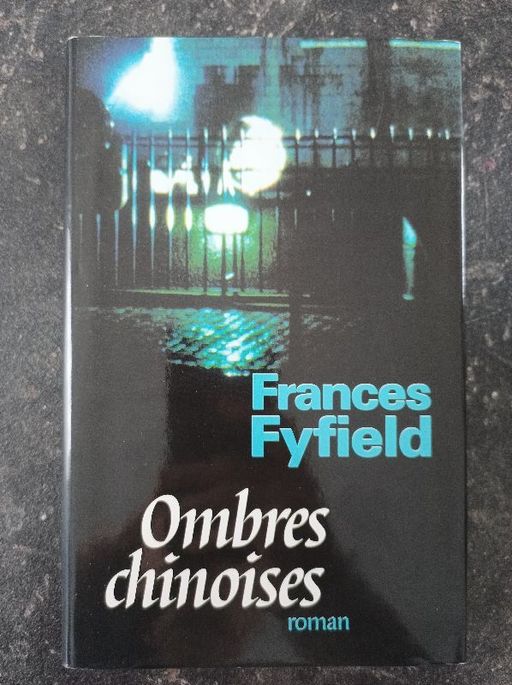 Frances
Fyfield
Ombres
chinoises
roman